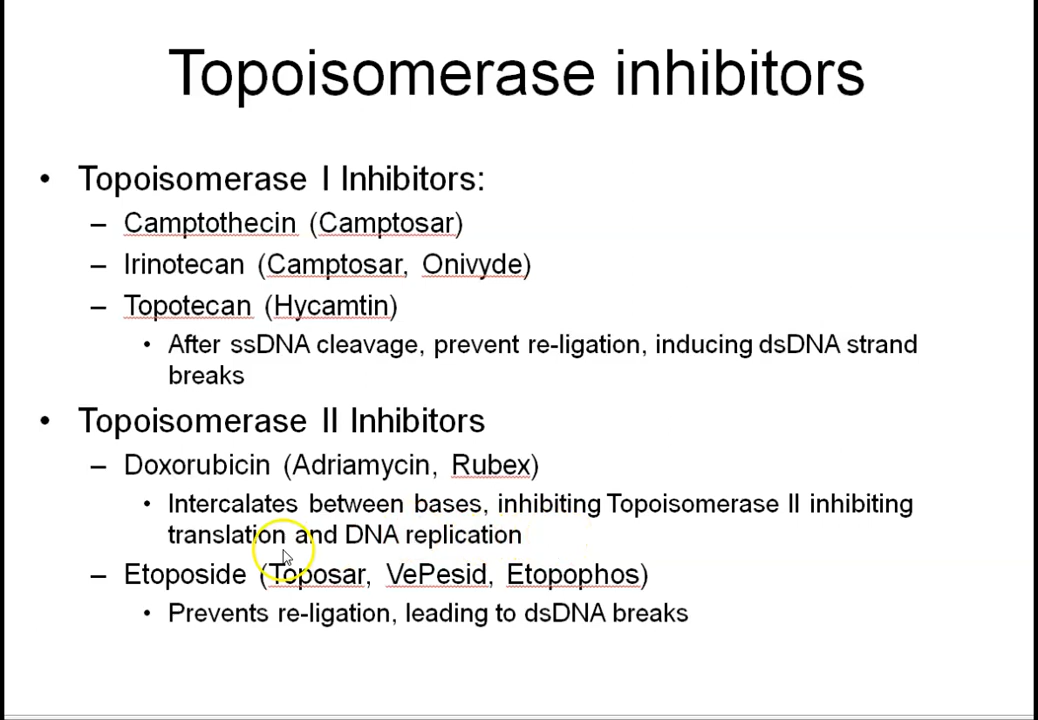 Topoisomerase inhibitors
• Topoisomerase I Inhibitors:
– Camptothecin (Camptosar)
– Irinotecan (Camptosar, Onivyde)
– Topotecan (Hycamtin)
• After ssDNA cleavage, prevent re-ligation, inducing dsDNA strand
breaks
• Topoisomerase II Inhibitors
– Doxorubicin (Adriamycin, Rubex)
• Intercalates between bases, inhibiting Topoisomerase II inhibiting
translation and DNA replication
– Etoposide (Toposar, VePesid, Etopophos)
• Prevents re-ligation, leading to dsDNA breaks